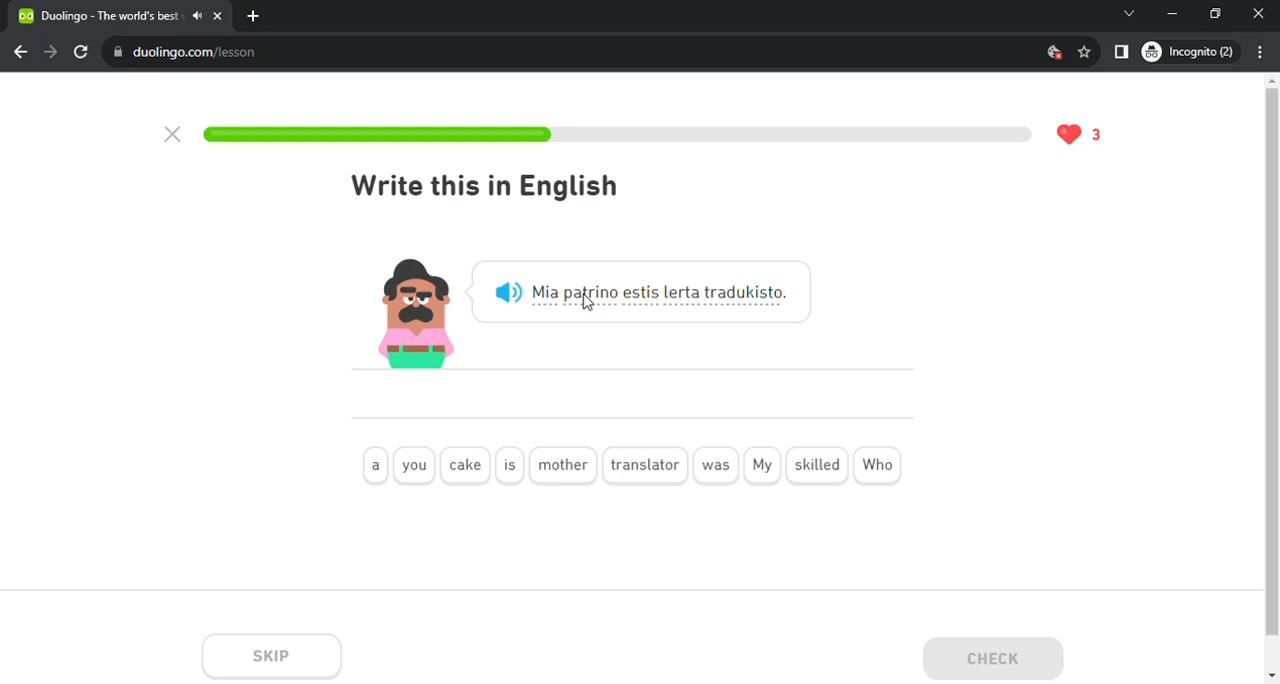 Duolingo - The world's best
duolingo.com/lesson
Incognito (2)
3
Write this in English
Mia patrino estis lerta tradukisto.
a you cake is mother translator was My skilled Who
SKIP
CHECK